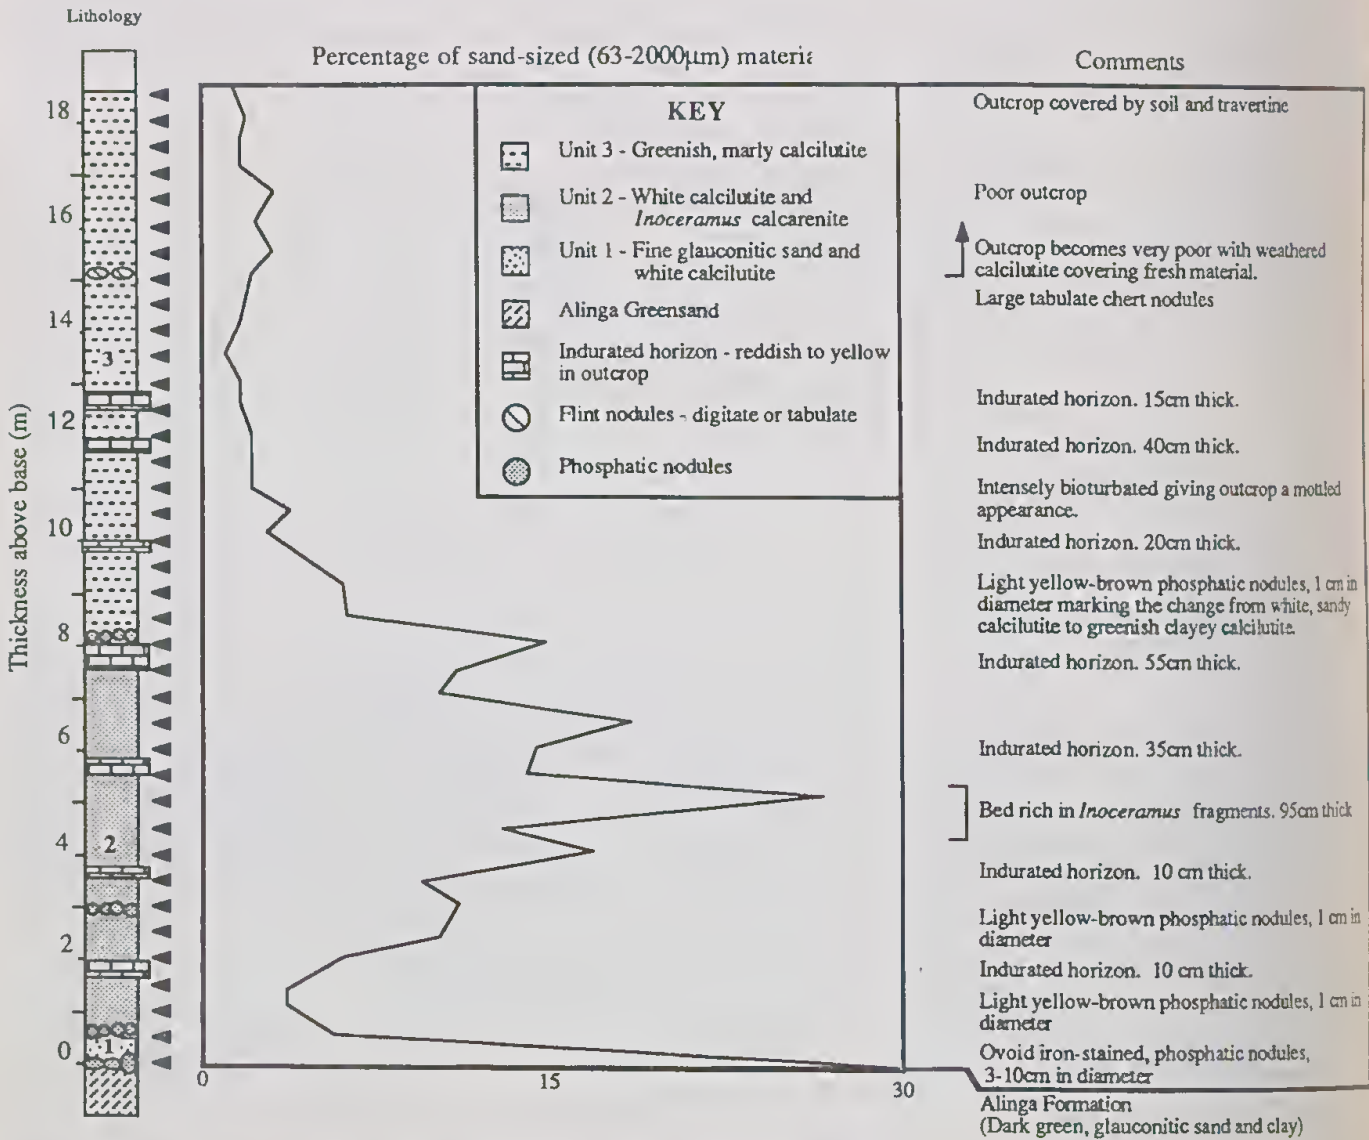 Lithology
Percentage of sand-sized (63-2000µm) materia
Comments
KEY
Unit 3 - Greenish, marly calcilutite
Unit 2 - White calcilutite and
Inoceramus calcarenite
Unit 1 - Fine glauconitic sand and
white calcilutite
Alinga Greensand
Indurated horizon - reddish to yellow
in outcrop
Flint nodules - digitate or tabulate
Phosphatic nodules
Thickness above base (m)
18
16
14
12
10
8
6
4
2
0
3
2
1
0
15
30
Outcrop covered by soil and travertine
Poor outcrop
Outcrop becomes very poor with weathered
calcilutite covering fresh material.
Large tabulate chert nodules
Indurated horizon. 15cm thick.
Indurated horizon. 40cm thick.
Intensely bioturbated giving outcrop a mottled
appearance.
Indurated horizon. 20cm thick.
Light yellow-brown phosphatic nodules, 1 cm in
diameter marking the change from white, sandy
calcilutite to greenish clayey calcilutite.
Indurated horizon. 55cm thick.
Indurated horizon. 35cm thick.
Bed rich in Inoceramus fragments. 95cm thick
Indurated horizon. 10 cm thick.
Light yellow-brown phosphatic nodules, 1 cm in
diameter
Indurated horizon. 10 cm thick.
Light yellow-brown phosphatic nodules, 1 cm in
diameter
Ovoid iron-stained, phosphatic nodules,
3-10cm in diameter
Alinga Formation
(Dark green, glauconitic sand and clay)